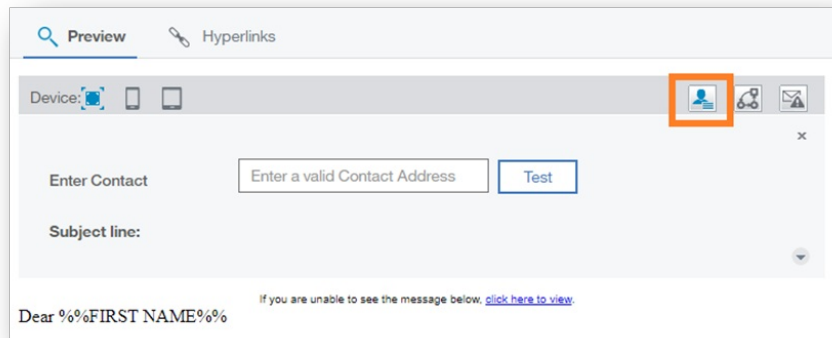 Preview Hyperlinks
Device:
×
Enter Contact Enter a valid Contact Address Test
Subject line:
If you are unable to see the message below, click here to view.
Dear %%FIRST NAME%%